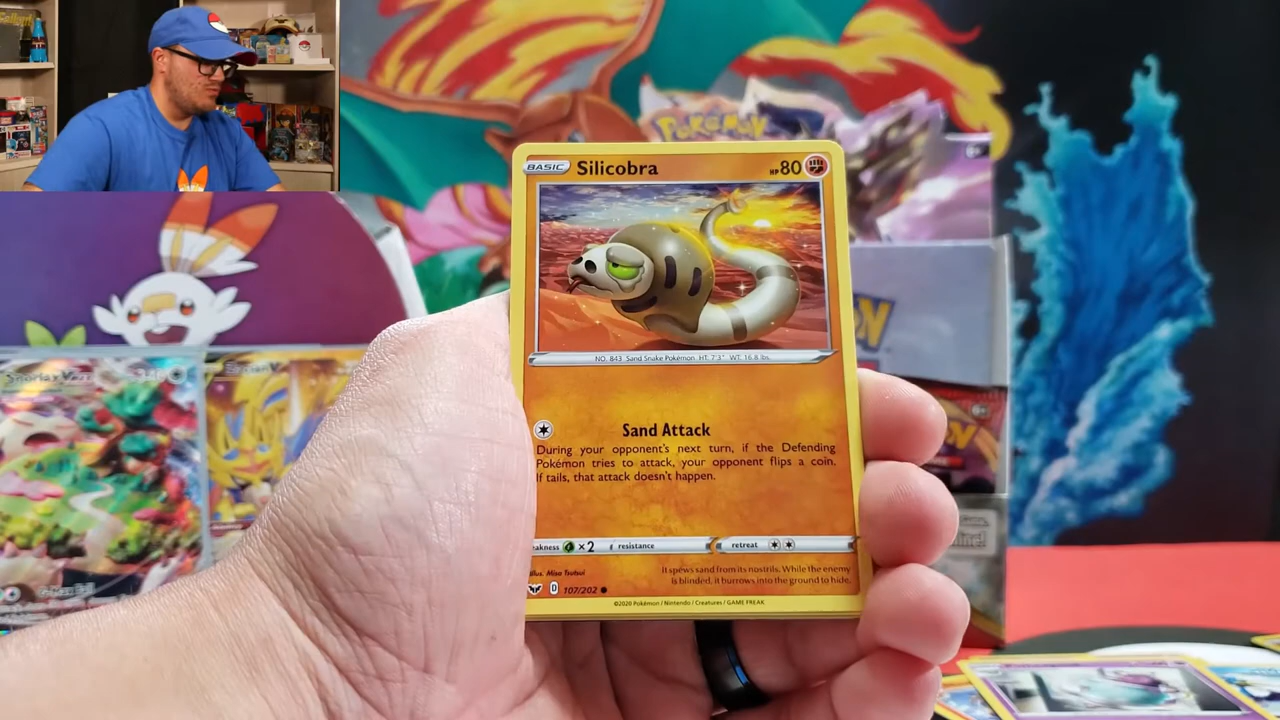 POKÉMON
BASIC Silicobra HP 80
NO. 843 Sand Snake Pokémon HT: 7'3" WT: 16.8 lbs.
Sand Attack
During your opponent's next turn, if the Defending
Pokémon tries to attack, your opponent flips a coin.
If tails, that attack doesn't happen.
eakness ×2 resistance retreat
Illus. Misa Tsutsui
It spews sand from its nostrils. While the enemy
is blinded, it burrows into the ground to hide.
D 107/202
©2020 Pokémon / Nintendo / Creatures / GAME FREAK